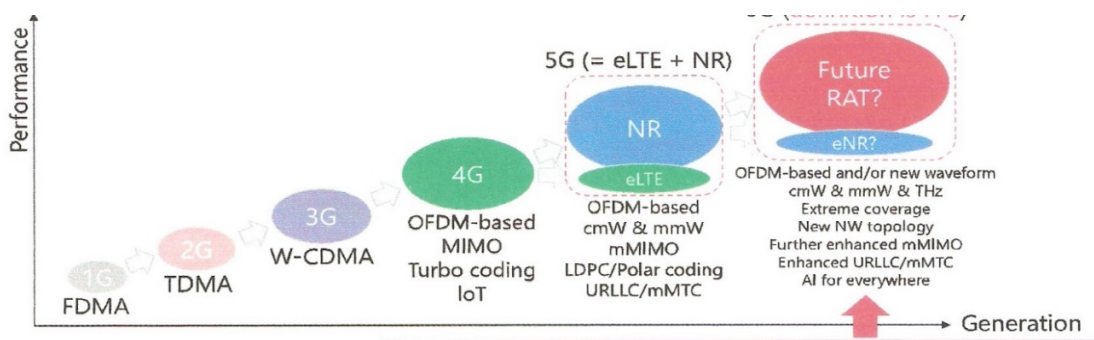 Performance
1G
FDMA
2G
TDMA
3G
W-CDMA
4G
OFDM-based
MIMO
Turbo coding
IoT
5G (= eLTE + NR)
NR
eLTE
OFDM-based
cmW & mmW
mMIMO
LDPC/Polar coding
URLLC/mMTC
Future
RAT?
eNR?
OFDM-based and/or new waveform
cmW & mmW & THz
Extreme coverage
New NW topology
Further enhanced mMIMO
Enhanced URLLC/mMTC
AI for everywhere
Generation